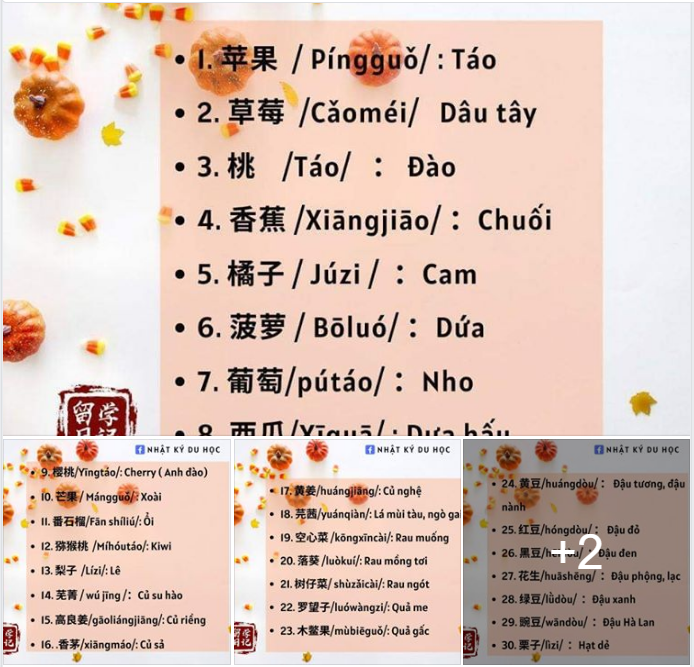 • 1. 苹果 / Píngguǒ/ : Táo
• 2. 草莓 /Cǎoméi/ Dâu tây
• 3. 桃 /Táo/ : Đào
• 4. 香蕉 /Xiāngjiāo/ : Chuối
• 5. 橘子 / Júzi / : Cam
• 6. 菠萝 / Bōluó/ : Dứa
• 7. 葡萄/pútáo/ : Nho
• 8. 西瓜/Xīguā/ : Dưa hấu
留学
日记
NHẬT KÝ DU HỌC
• 9. 樱桃/Yīngtáo/: Cherry ( Anh đào)
• 10. 芒果/ Mángguǒ/: Xoài
• 11. 番石榴/Fān shíliú/: Ổi
• 12. 猕猴桃 /Míhóutáo/: Kiwi
• 13. 梨子 /Lízi/: Lê
• 14. 芜菁 / wú jīng /: Củ su hào
• 15. 高良姜/gāoliángjiāng/: Củ riềng
• 16. .香茅/xiāngmáo/: Củ sả
NHẬT KÝ DU HỌC
• 17. 黄姜/huángjiāng/: Củ nghệ
• 18. 芫茜/yuánqiàn/: Lá mùi tàu, ngò gai
• 19. 空心菜/kōngxīncài/: Rau muống
• 20. 落葵 /luòkuí/: Rau mồng tơi
• 21. 树仔菜/ shùzǎicài/: Rau ngót
• 22. 罗望子/luówàngzi/: Quả me
• 23. 木鳖果/mùbiēguǒ/: Quả gấc
NHẬT KÝ DU HỌC
• 24. 黄豆/huángdòu/ : Đậu tương, đậu
nành
• 25. 红豆/hóngdòu/ : Đậu đỏ
• 26. 黑豆 Đậu đen
• 27. 花生/huāshēng/ : Đậu phộng, lạc
• 28. 绿豆/lǜdòu/ : Đậu xanh
• 29. 豌豆/wāndòu/ : Đậu Hà Lan
• 30. 栗子/lìzi/ : Hạt dẻ
+2